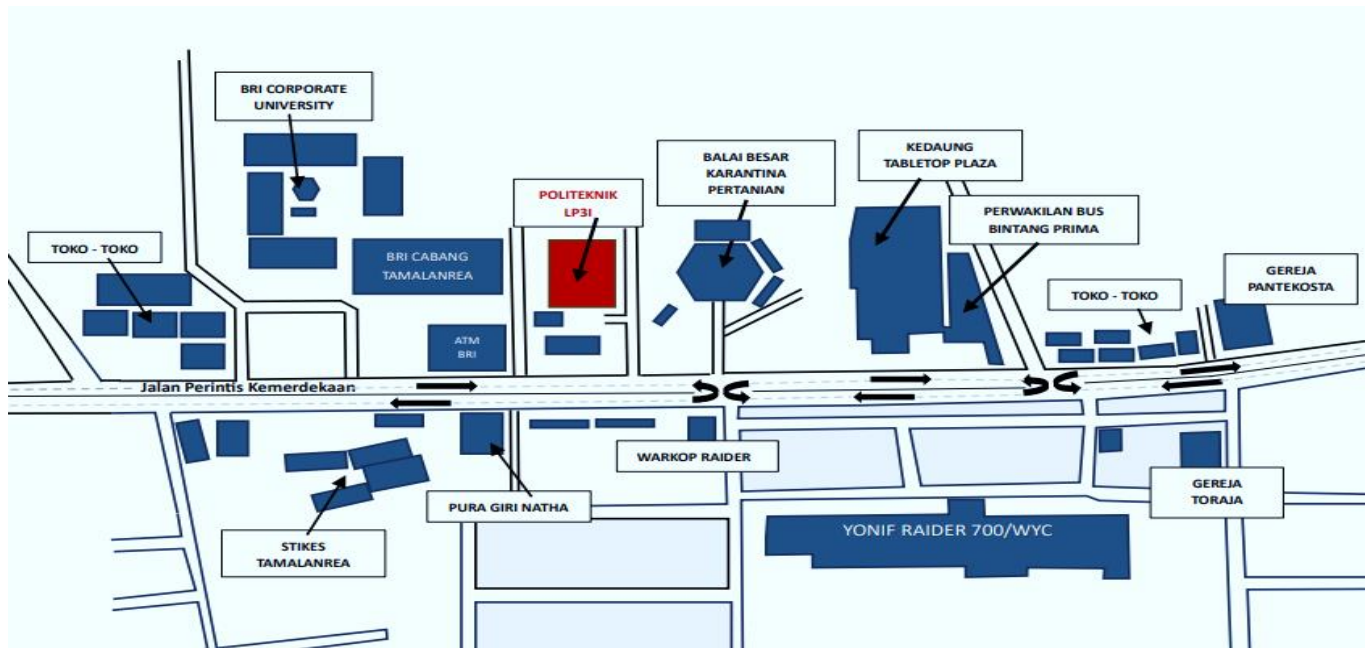 BRI CORPORATE
UNIVERSITY
KEDAUNG
TABLETOP PLAZA
BALAI BESAR
KARANTINA
PERTANIAN
POLITEKNIK
LP3I
PERWAKILAN BUS
BINTANG PRIMA
TOKO - TOKO
BRI CABANG
TAMALANREA
GEREJA
PANTEKOSTA
TOKO - TOKO
ATM
BRI
Jalan Perintis Kemerdekaan
WARKOP RAIDER
GEREJA
TORAJA
PURA GIRI NATHA
YONIF RAIDER 700/WYC
STIKES
TAMALANREA